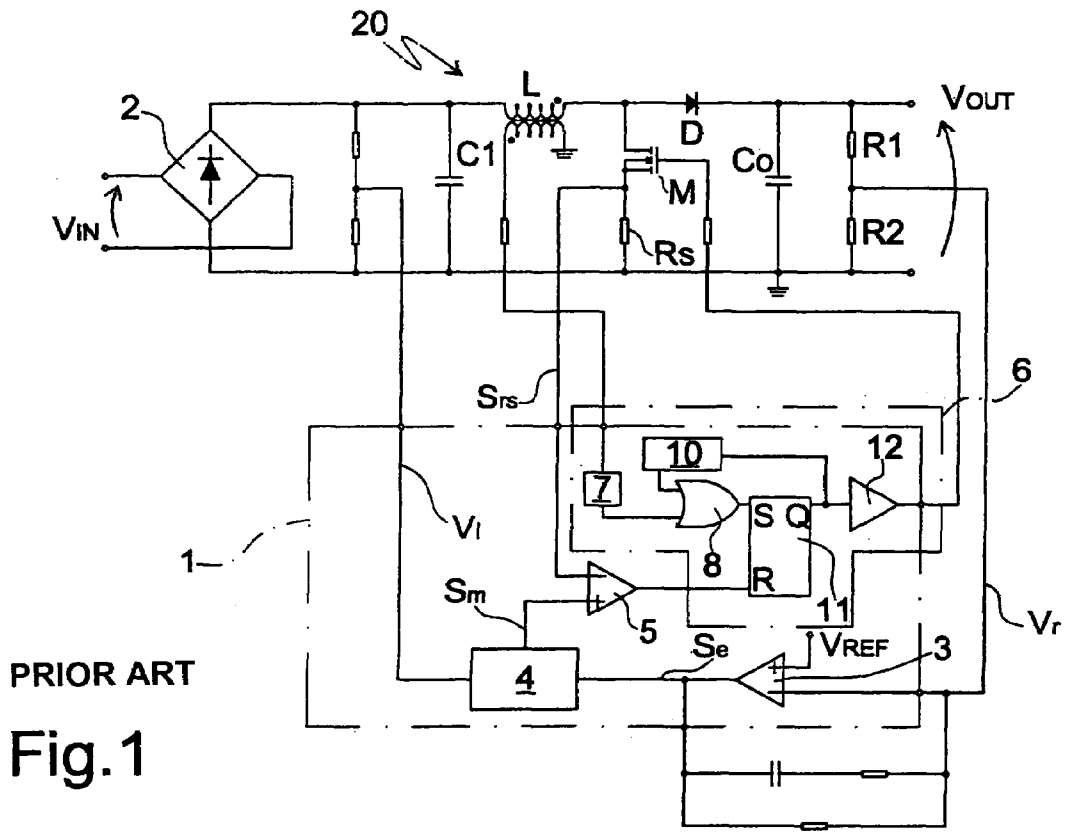 20
2
L
VOUT
D
C1
Co
R1
M
VIN
Rs
R2
Srs
6
10
12
7
S Q
8
Vl
1
R
Sm
5
11
Vr
VREF
Se
3
4
PRIOR ART
Fig.1
+
−
+